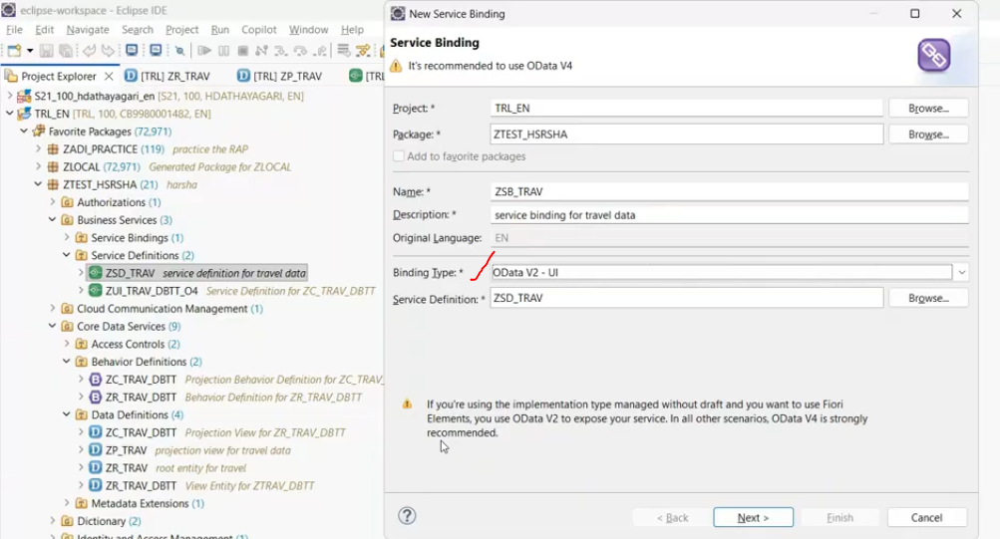 eclipse-workspace - Eclipse IDE
File Edit Navigate Search Project Run Copilot Window Help
Project Explorer
[TRL] ZR_TRAV
[TRL] ZP_TRAV
[TRL
S21_100_hdathayagari_en [S21, 100, HDATHAYAGARI, EN]
TRL_EN [TRL, 100, CB9980001482, EN]
Favorite Packages (72,971)
ZADI_PRACTICE (119) practice the RAP
ZLOCAL (72,971) Generated Package for ZLOCAL
ZTEST_HSRSHA (21) harsha
Authorizations (1)
Business Services (3)
Service Bindings (1)
Service Definitions (2)
ZSD_TRAV service definition for travel data
ZUI_TRAV_DBTT_O4 Service Definition for ZC_TRAV_DBTT
Cloud Communication Management (1)
Core Data Services (9)
Access Controls (2)
Behavior Definitions (2)
ZC_TRAV_DBTT Projection Behavior Definition for ZC_TRAV_
ZR_TRAV_DBTT Behavior Definition for ZR_TRAV_DBTT
Data Definitions (4)
ZC_TRAV_DBTT Projection View for ZR_TRAV_DBTT
ZP_TRAV projection view for travel data
ZR_TRAV root entity for travel
ZR_TRAV_DBTT View Entity for ZTRAV_DBTT
Metadata Extensions (1)
Dictionary (2)
Identity and Access Management (1)
New Service Binding
Service Binding
It's recommended to use OData V4
Project: * TRL_EN Browse...
Package: * ZTEST_HSRSHA Browse...
Add to favorite packages
Name: * ZSB_TRAV
Description: * service binding for travel data
Original Language: EN
Binding Type: * OData V2 - UI
Service Definition: * ZSD_TRAV Browse...
If you're using the implementation type managed without draft and you want to use Fiori
Elements, you use OData V2 to expose your service. In all other scenarios, OData V4 is strongly
recommended.
? < Back Next > Finish Cancel